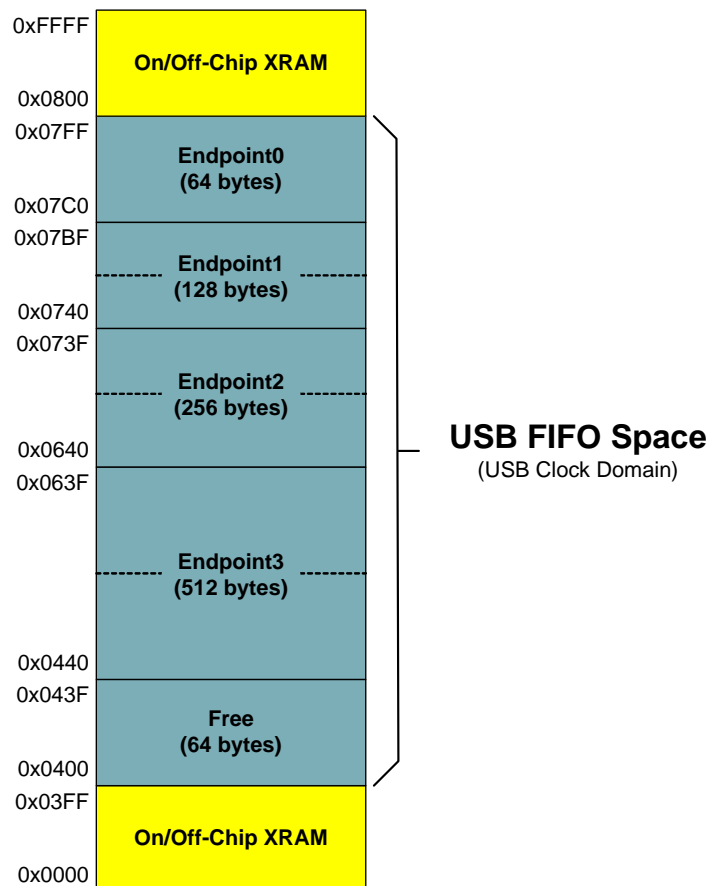 0xFFFF
On/Off-Chip XRAM
0x0800
0x07FF
Endpoint0
(64 bytes)
0x07C0
0x07BF
Endpoint1
(128 bytes)
0x0740
0x073F
Endpoint2
(256 bytes)
0x0640
0x063F
Endpoint3
(512 bytes)
0x0440
0x043F
Free
(64 bytes)
0x0400
0x03FF
On/Off-Chip XRAM
0x0000
USB FIFO Space
(USB Clock Domain)